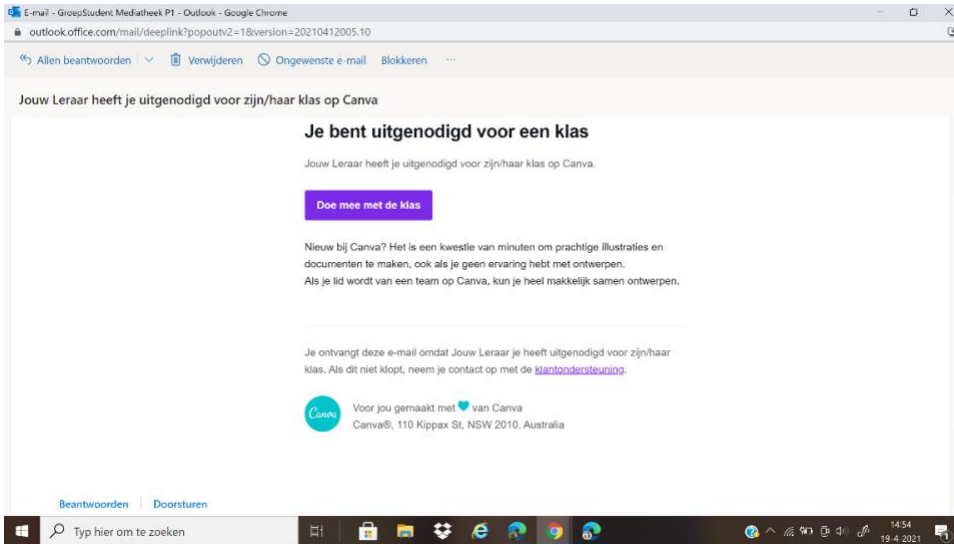 E-mail - GroepStudent Mediatheek P1 - Outlook - Google Chrome
outlook.office.com/mail/deeplink?popoutv2=1&version=20210412005.10
Allen beantwoorden Verwijderen Ongewenste e-mail Blokkeren ...
Jouw Leraar heeft je uitgenodigd voor zijn/haar klas op Canva
Je bent uitgenodigd voor een klas
Jouw Leraar heeft je uitgenodigd voor zijn/haar klas op Canva.
Doe mee met de klas
Nieuw bij Canva? Het is een kwestie van minuten om prachtige illustraties en
documenten te maken, ook als je geen ervaring hebt met ontwerpen.
Als je lid wordt van een team op Canva, kun je heel makkelijk samen ontwerpen.
Je ontvangt deze e-mail omdat Jouw Leraar je heeft uitgenodigd voor zijn/haar
klas. Als dit niet klopt, neem je contact op met de klantondersteuning.
Canva
Voor jou gemaakt met van Canva
Canva®, 110 Kippax St, NSW 2010, Australia
Beantwoorden Doorsturen
Typ hier om te zoeken
14:54
19-4-2021